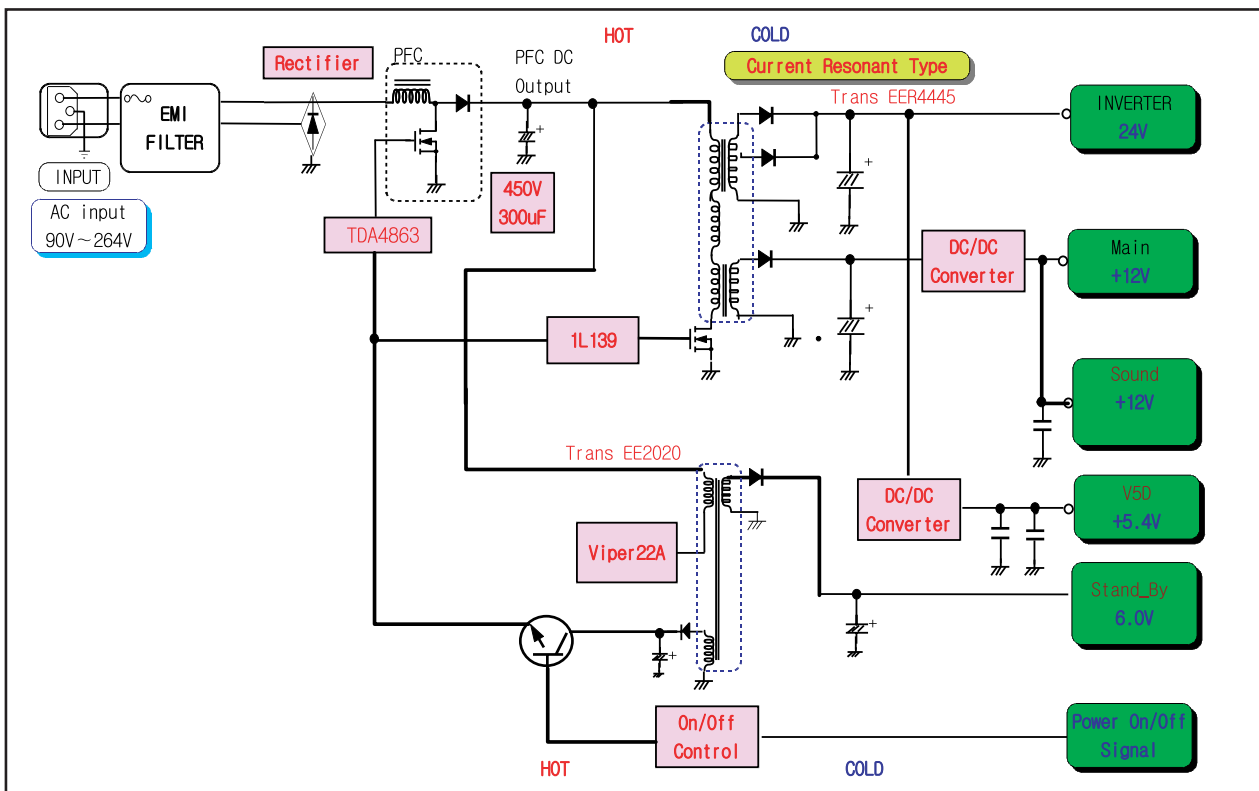 HOT
COLD
Rectifier
PFC
PFC DC
Output
Current Resonant Type
Trans EER4445
INVERTER
24V
EMI
FILTER
INPUT
AC input
90V～264V
450V
300uF
TDA4863
+
+
DC/DC
Converter
Main
+12V
+
1L139
Sound
+12V
Trans EE2020
DC/DC
Converter
V5D
+5.4V
Viper22A
Stand_By
6.0V
+
+
On/Off
Control
Power On/Off
Signal
HOT
COLD